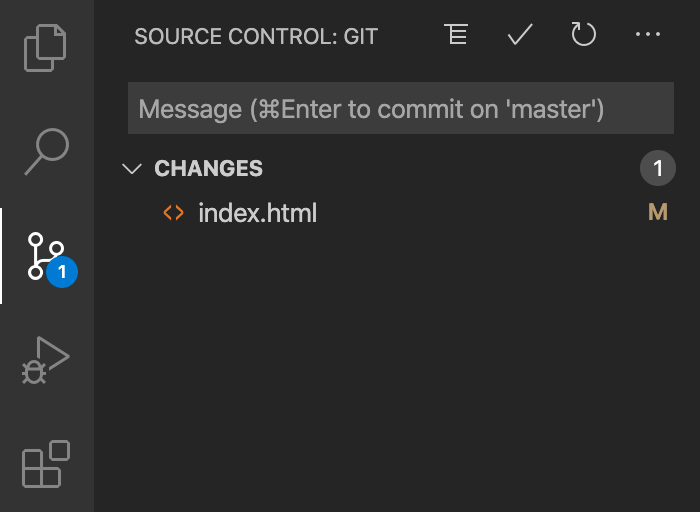 SOURCE CONTROL: GIT
Message (⌘Enter to commit on 'master')
CHANGES 1
index.html M
1